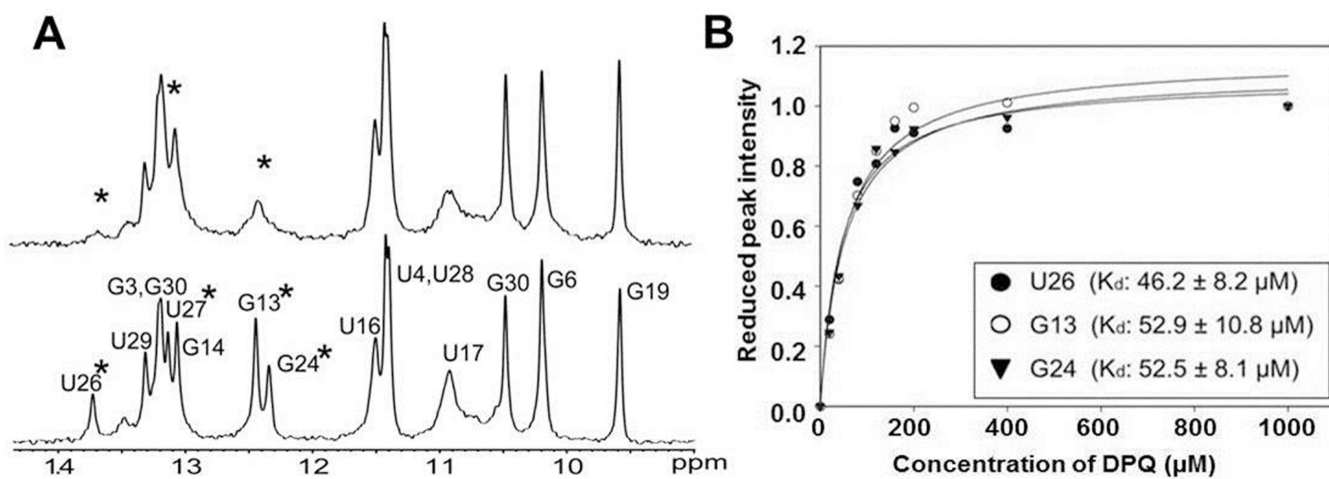 A
*
*
*
G3,G30
U27*
G13*
U4,U28
G30
G6
G19
U29
G14
U16
U17
G24*
U26*
14 13 12 11 10 ppm
B
Reduced peak intensity
1.2
1.0
0.8
0.6
0.4
0.2
0.0
U26 (Kd: 46.2 ± 8.2 µM)
G13 (Kd: 52.9 ± 10.8 µM)
G24 (Kd: 52.5 ± 8.1 µM)
0 200 400 600 800 1000
Concentration of DPQ (µM)